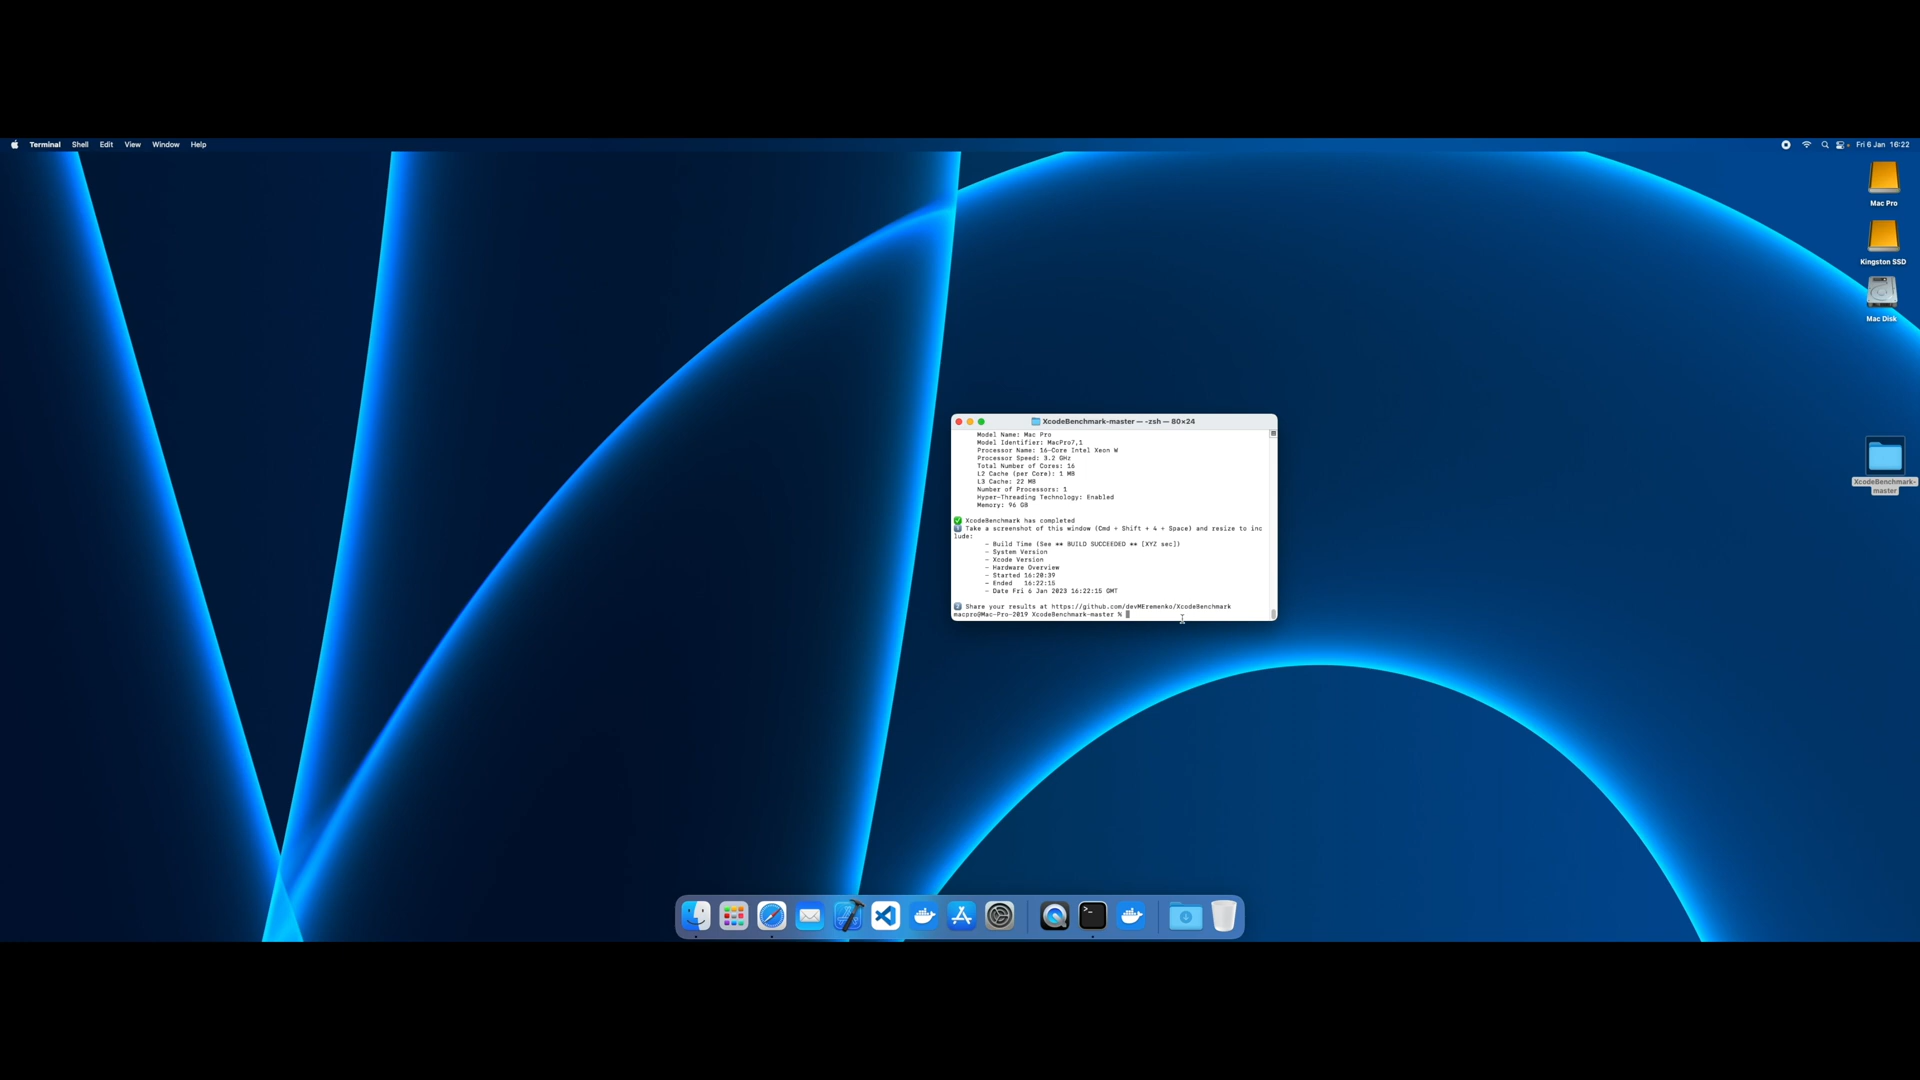 Terminal Shell Edit View Window Help
Fri 6 Jan 16:22
Mac Pro
Kingston SSD
Mac Disk
XcodeBenchmark-
master
XcodeBenchmark-master — -zsh — 80×24
Model Name: Mac Pro
Model Identifier: MacPro7,1
Processor Name: 16-Core Intel Xeon W
Processor Speed: 3.2 GHz
Total Number of Cores: 16
L2 Cache (per Core): 1 MB
L3 Cache: 22 MB
Number of Processors: 1
Hyper-Threading Technology: Enabled
Memory: 96 GB
✅ XcodeBenchmark has completed
1️⃣ Take a screenshot of this window (Cmd + Shift + 4 + Space) and resize to inc
lude:
- Build Time (See ** BUILD SUCCEEDED ** [XYZ sec])
- System Version
- Xcode Version
- Hardware Overview
- Started 16:20:39
- Ended 16:22:15
- Date Fri 6 Jan 2023 16:22:15 GMT
2️⃣ Share your results at https://github.com/devMEremenko/XcodeBenchmark
macpro@Mac-Pro-2019 XcodeBenchmark-master %